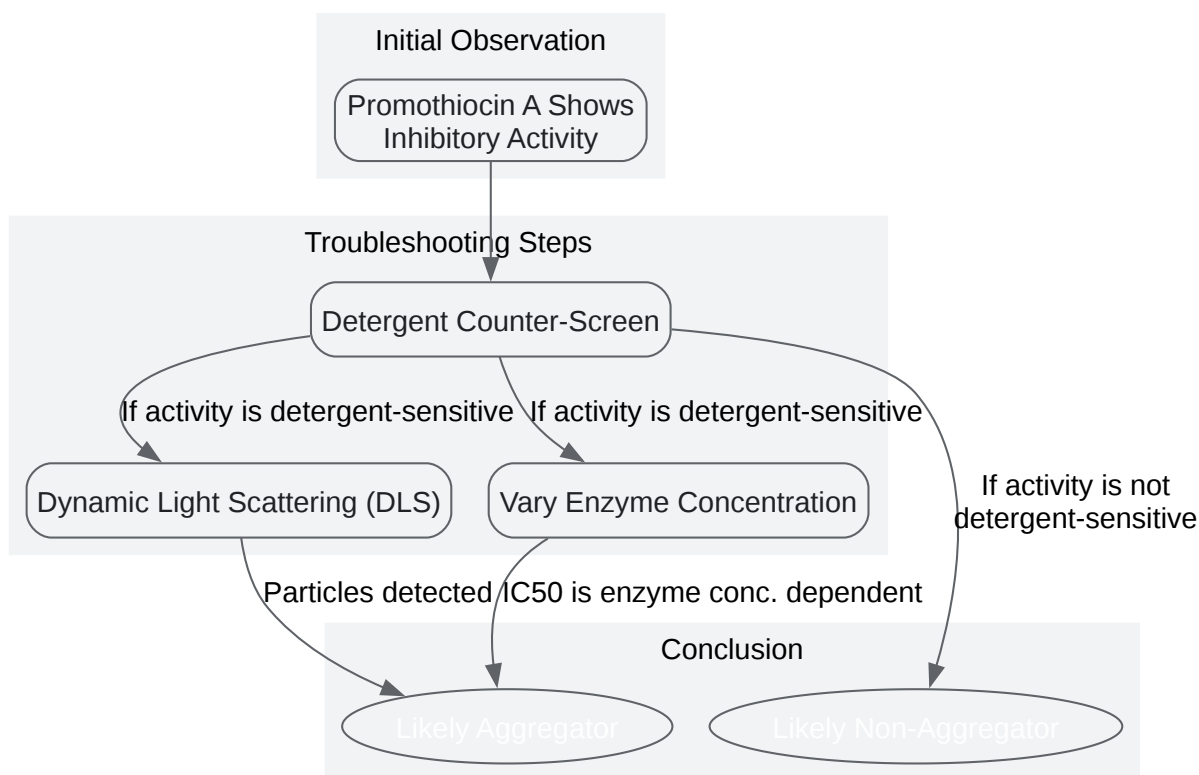 Initial Observation
Promothiocin A Shows
Inhibitory Activity
Troubleshooting Steps
Detergent Counter-Screen
If activity is detergent-sensitive
If activity is detergent-sensitive
If activity is not
detergent-sensitive
Dynamic Light Scattering (DLS)
Vary Enzyme Concentration
Particles detected
IC50 is enzyme conc. dependent
Conclusion
Likely Aggregator
Likely Non-Aggregator